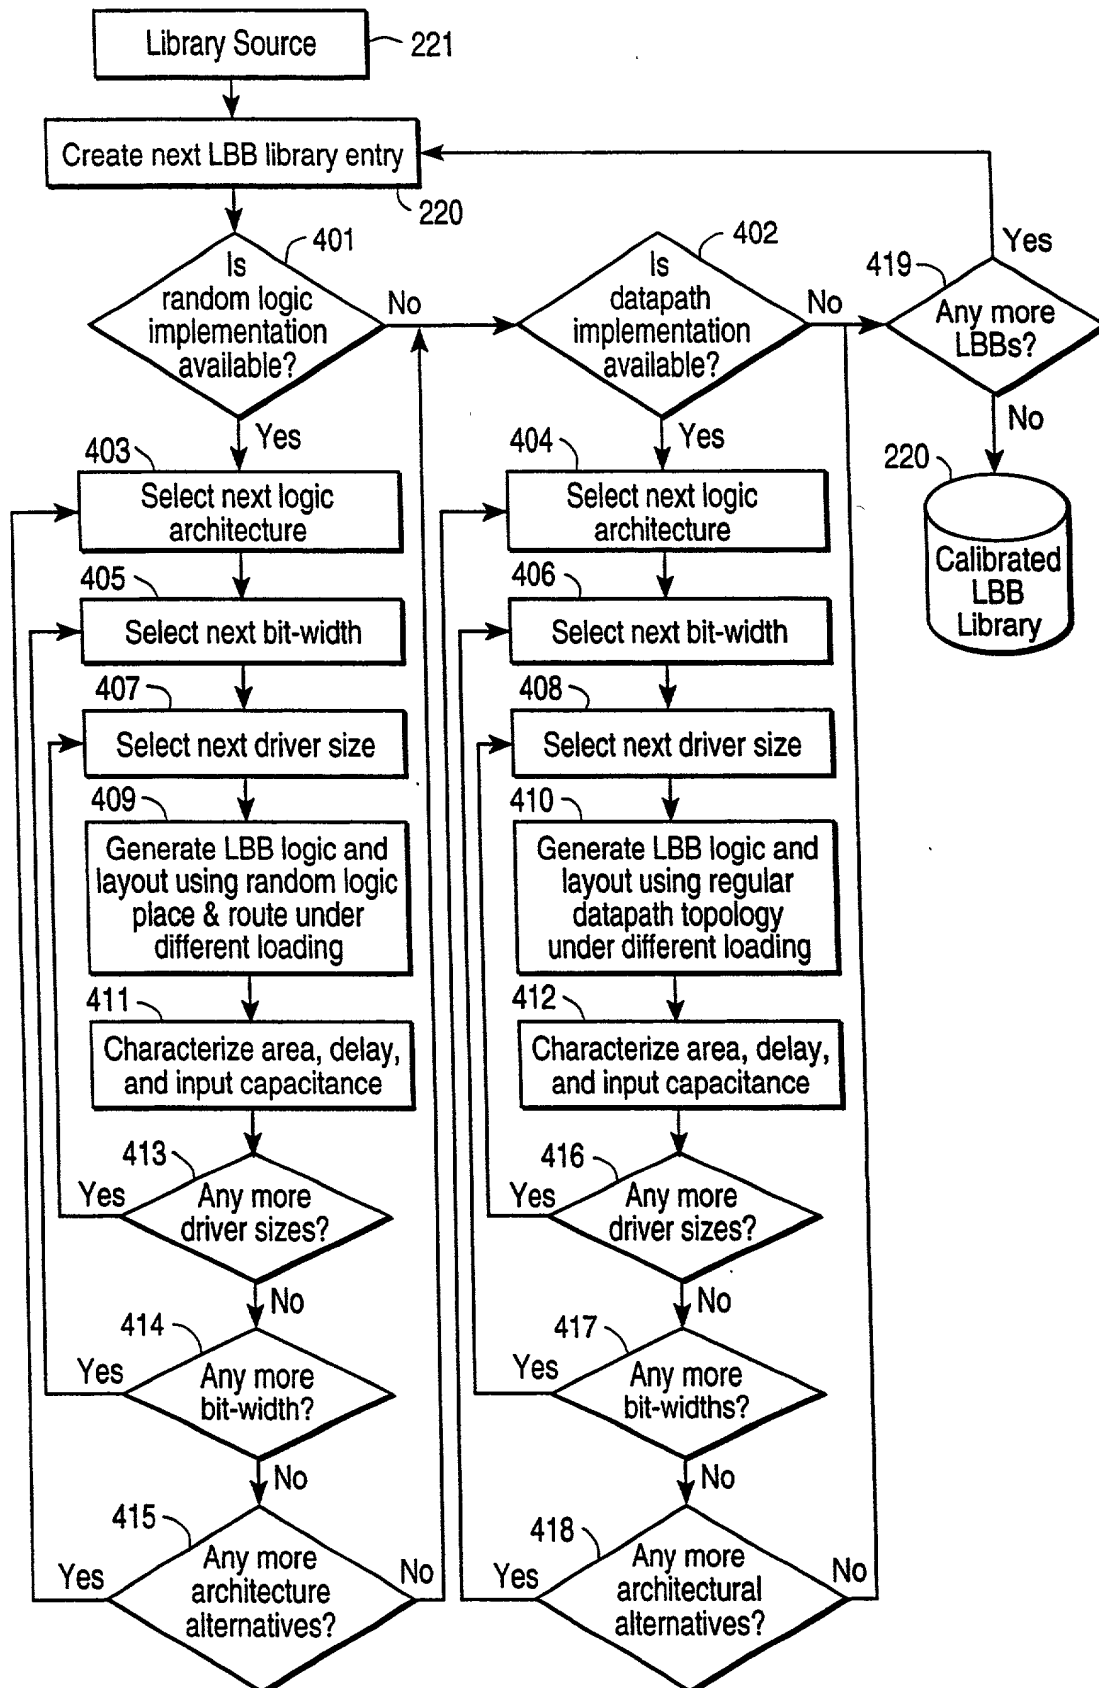 Library Source
221
Create next LBB library entry
220
401
Is
random logic
implementation
available?
No
Yes
402
Is
datapath
implementation
available?
No
Yes
419
Any more
LBBs?
Yes
No
220
Calibrated
LBB
Library
403
Select next logic
architecture
405
Select next bit-width
407
Select next driver size
409
Generate LBB logic and
layout using random logic
place & route under
different loading
411
Characterize area, delay,
and input capacitance
413
Any more
driver sizes?
Yes
No
414
Any more
bit-width?
Yes
No
415
Any more
architecture
alternatives?
Yes
No
404
Select next logic
architecture
406
Select next bit-width
408
Select next driver size
410
Generate LBB logic and
layout using regular
datapath topology
under different loading
412
Characterize area, delay,
and input capacitance
416
Any more
driver sizes?
Yes
No
417
Any more
bit-widths?
Yes
No
418
Any more
architectural
alternatives?
Yes
No